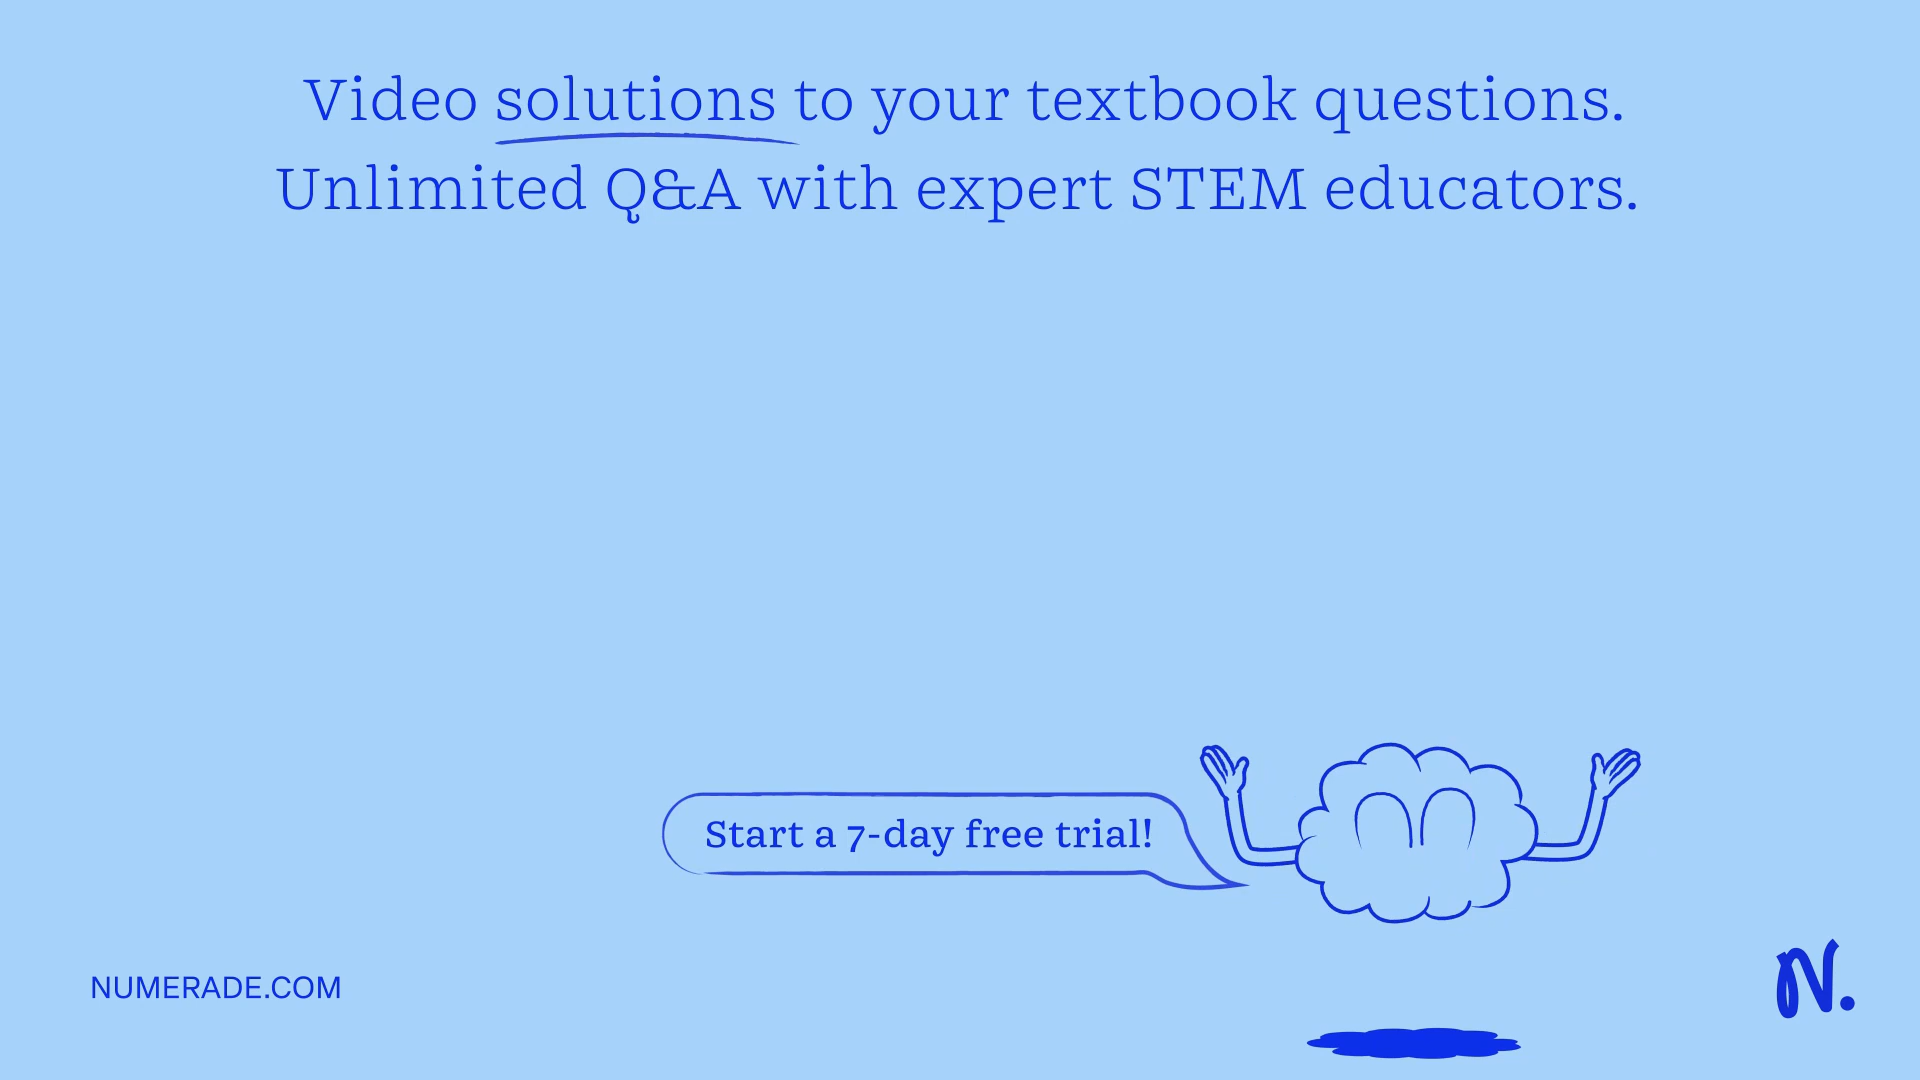 Video solutions to your textbook questions.
Unlimited Q&A with expert STEM educators.
Start a 7-day free trial!
NUMERADE.COM
N.